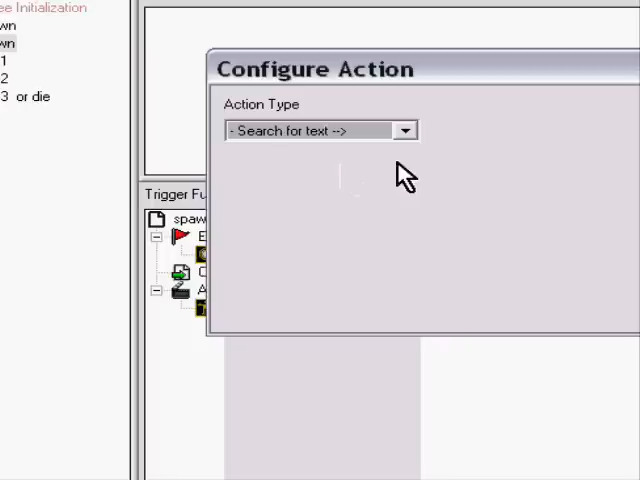 ee Initialization
wn
wn
1
2
3 or die
Configure Action
Action Type
- Search for text -->
Trigger Fu
spaw
E
C
A